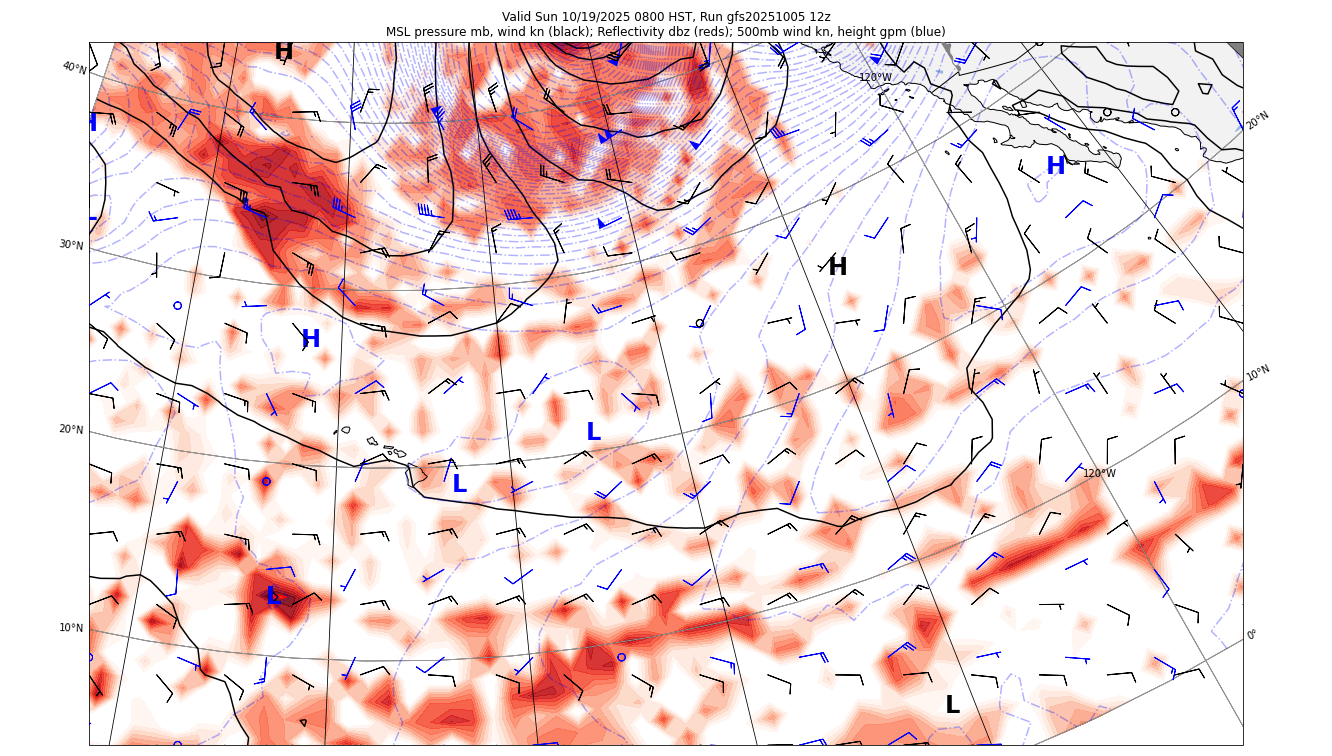 Valid Sun 10/19/2025 0800 HST, Run gfs20251005 12z
MSL pressure mb, wind kn (black); Reflectivity dbz (reds); 500mb wind kn, height gpm (blue)
H
40°N
120°W
H
20°N
H
30°N
H
H
10°N
20°N
L
L
120°W
L
10°N
0°
L